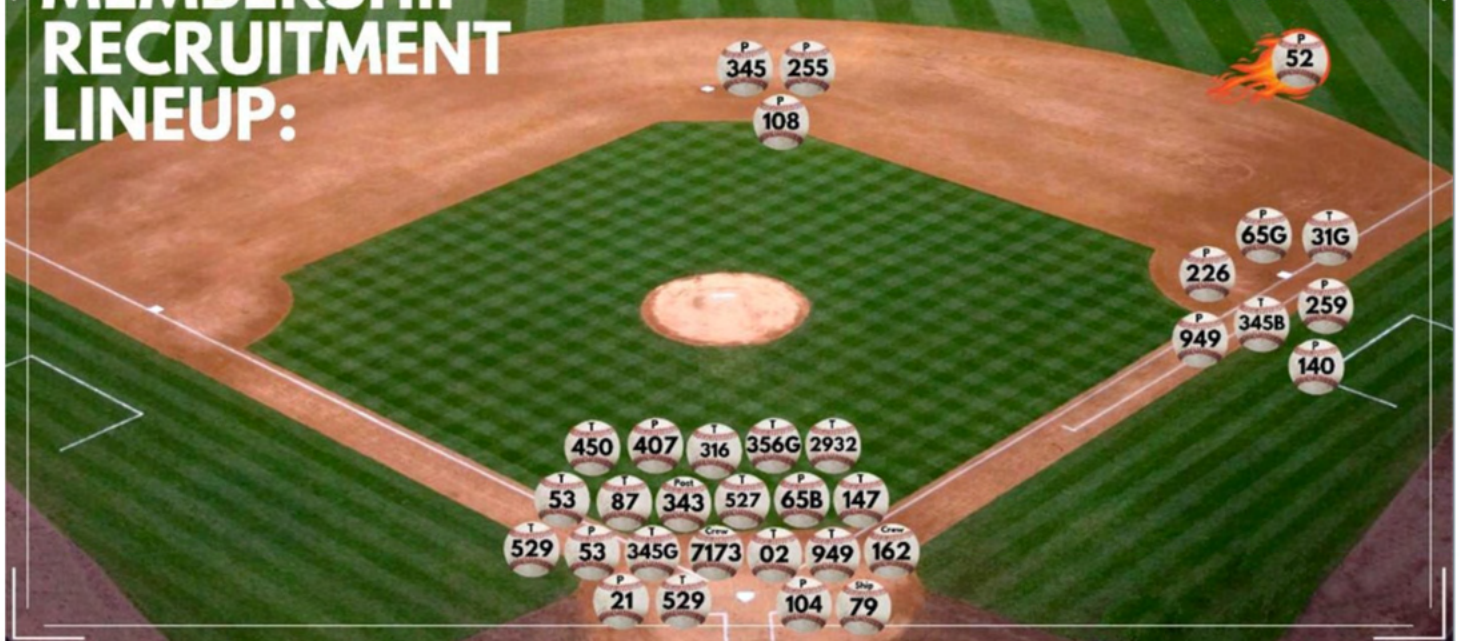 MEMBERSHIP
RECRUITMENT
LINEUP:
P
345
P
255
P
108
P
52
P
65G
T
31G
P
226
P
259
T
345B
P
949
P
140
T
450
P
407
T
316
T
356G
T
2932
T
53
T
87
Post
343
T
527
P
65B
T
147
T
529
P
53
T
345G
Crew
7173
T
02
T
949
Crew
162
P
21
T
529
P
104
Ship
79